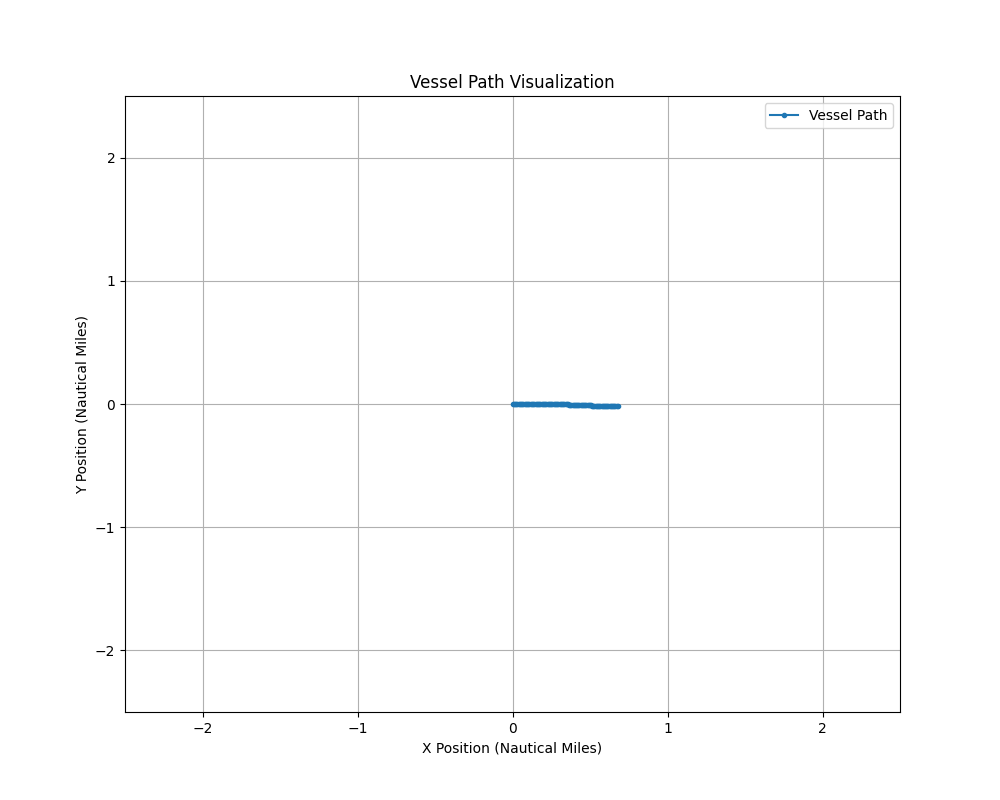 Vessel Path Visualization
Vessel Path
2
1
0
−1
−2
Y Position (Nautical Miles)
−2 −1 0 1 2
X Position (Nautical Miles)